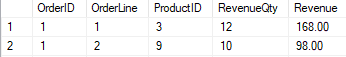 OrderID OrderLine ProductID RevenueQty Revenue
1 1 1 3 12 168.00
2 1 2 9 10 98.00